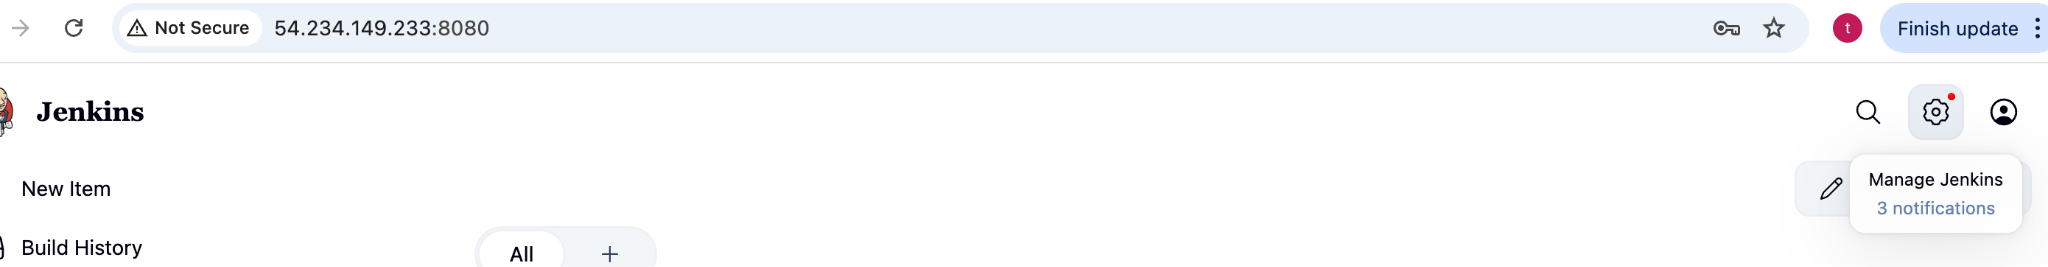 Not Secure 54.234.149.233:8080 t Finish update
Jenkins
New Item
Manage Jenkins
3 notifications
Build History
All +